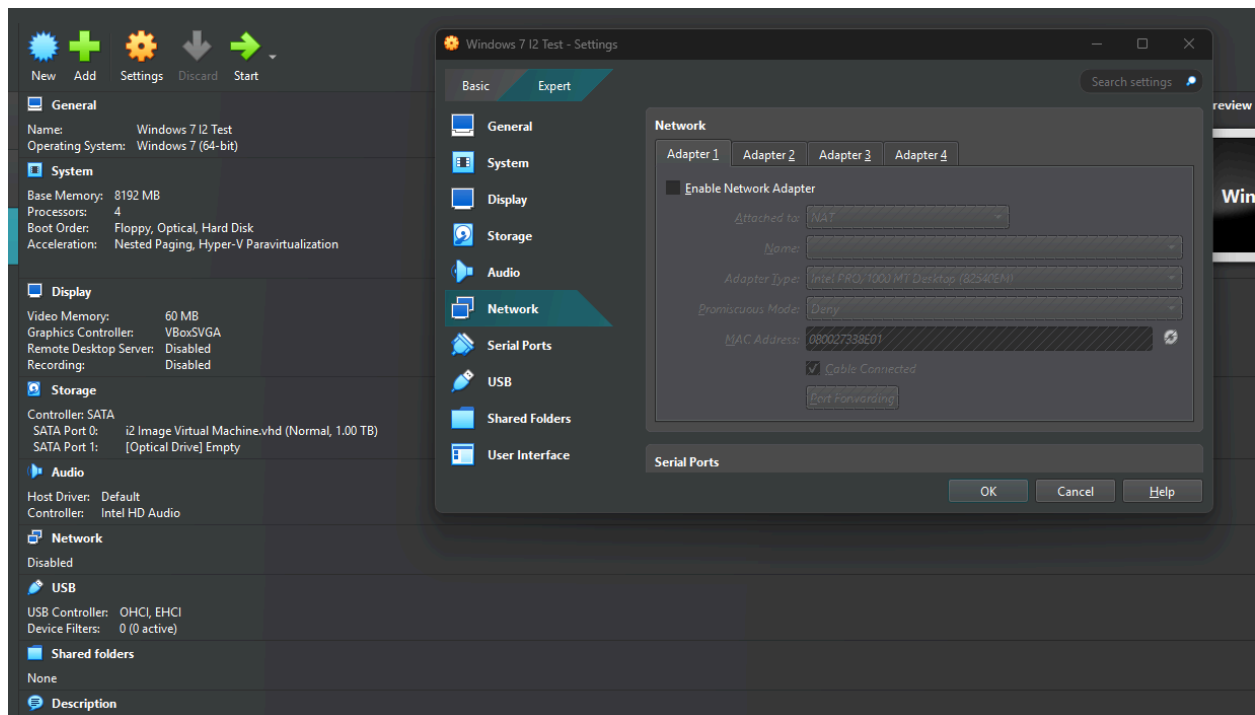 New Add Settings Discard Start
General
Name: Windows 7 I2 Test
Operating System: Windows 7 (64-bit)
System
Base Memory: 8192 MB
Processors: 4
Boot Order: Floppy, Optical, Hard Disk
Acceleration: Nested Paging, Hyper-V Paravirtualization
Display
Video Memory: 60 MB
Graphics Controller: VBoxSVGA
Remote Desktop Server: Disabled
Recording: Disabled
Storage
Controller: SATA
SATA Port 0: i2 Image Virtual Machine.vhd (Normal, 1.00 TB)
SATA Port 1: [Optical Drive] Empty
Audio
Host Driver: Default
Controller: Intel HD Audio
Network
Disabled
USB
USB Controller: OHCI, EHCI
Device Filters: 0 (0 active)
Shared folders
None
Description
Windows 7 I2 Test - Settings
Basic Expert
Search settings
General
System
Display
Storage
Audio
Network
Serial Ports
USB
Shared Folders
User Interface
Network
Adapter 1 Adapter 2 Adapter 3 Adapter 4
Enable Network Adapter
Attached to: NAT
Name:
Adapter Type: Intel PRO/1000 MT Desktop (82540EM)
Promiscuous Mode: Deny
MAC Address: 080027338E01
Cable Connected
Port Forwarding
Serial Ports
OK Cancel Help
review
Win